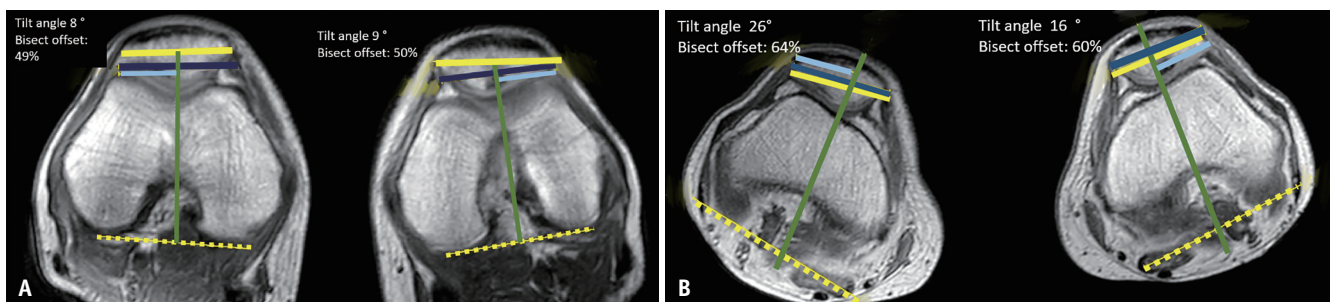 Tilt angle 8 °
Bisect offset:
49%
Tilt angle 9 °
Bisect offset: 50%
A
Tilt angle  26°
Bisect offset: 64%
Tilt angle  16  °
Bisect offset: 60%
B